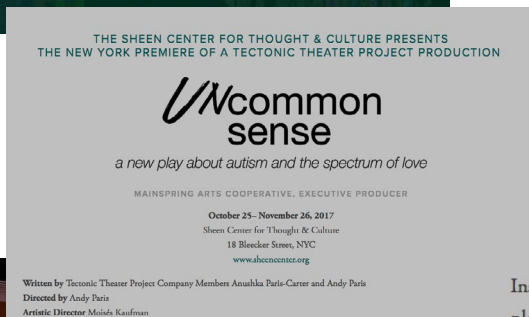 THE SHEEN CENTER FOR THOUGHT & CULTURE PRESENTS
THE NEW YORK PREMIERE OF A TECTONIC THEATER PROJECT PRODUCTION
UNcommon
sense
a new play about autism and the spectrum of love
MAINSPRING ARTS COOPERATIVE, EXECUTIVE PRODUCER
October 25– November 26, 2017
Sheen Center for Thought & Culture
18 Bleecker Street, NYC
www.sheencenter.org
Written by Tectonic Theater Project Company Members Anushka Paris-Carter and Andy Paris
Directed by Andy Paris
Artistic Director Moisés Kaufman